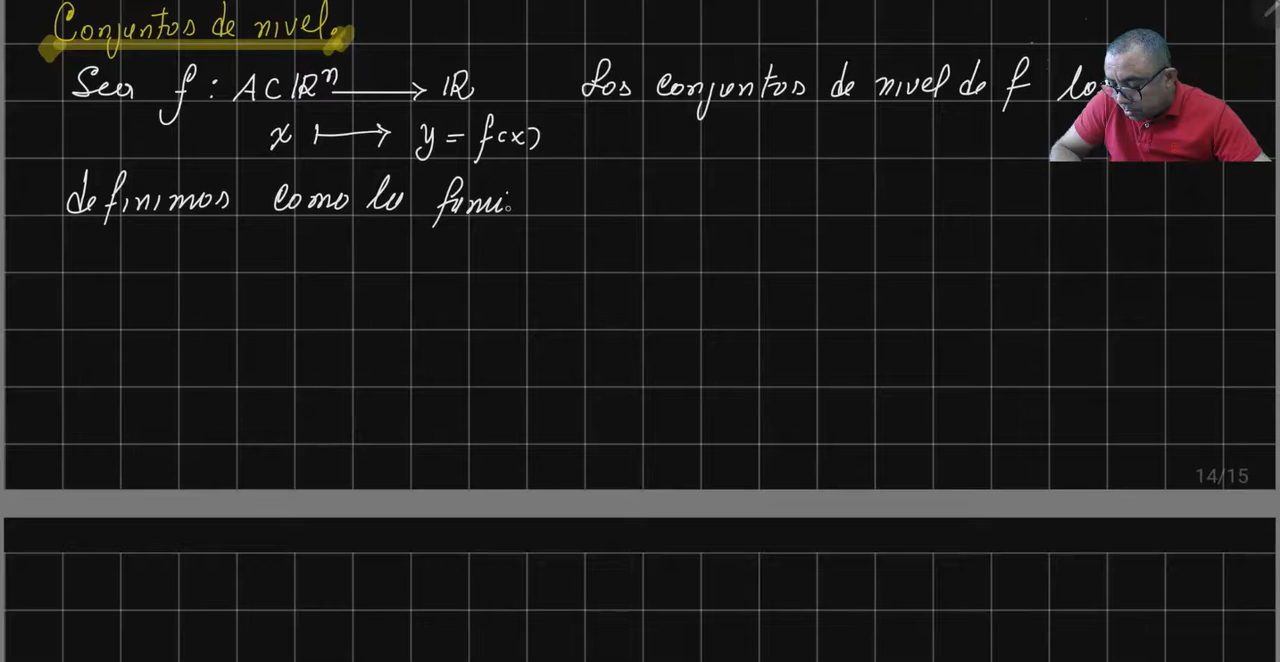 Conjuntos de nivel.
Sea f : A ⊂ ℝⁿ ⟶ ℝ Los conjuntos de nivel de f lo
x ⟼ y = f(x)
definimos como la fami
14/15